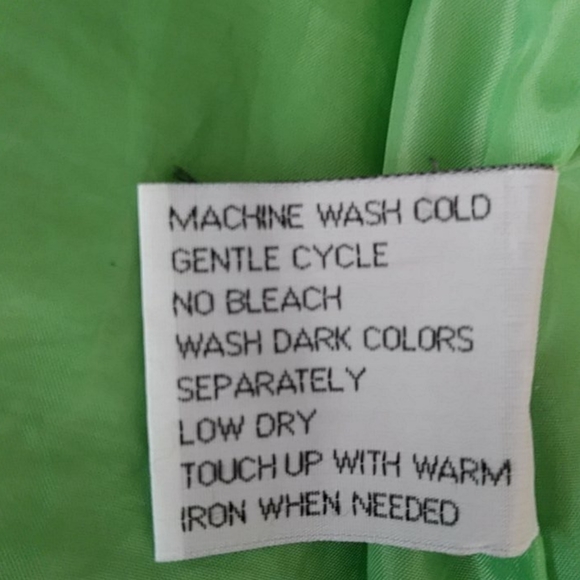 MACHINE WASH COLD
GENTLE CYCLE
NO BLEACH
WASH DARK COLORS
SEPARATELY
LOW DRY
TOUCH UP WITH WARM
IRON WHEN NEEDED